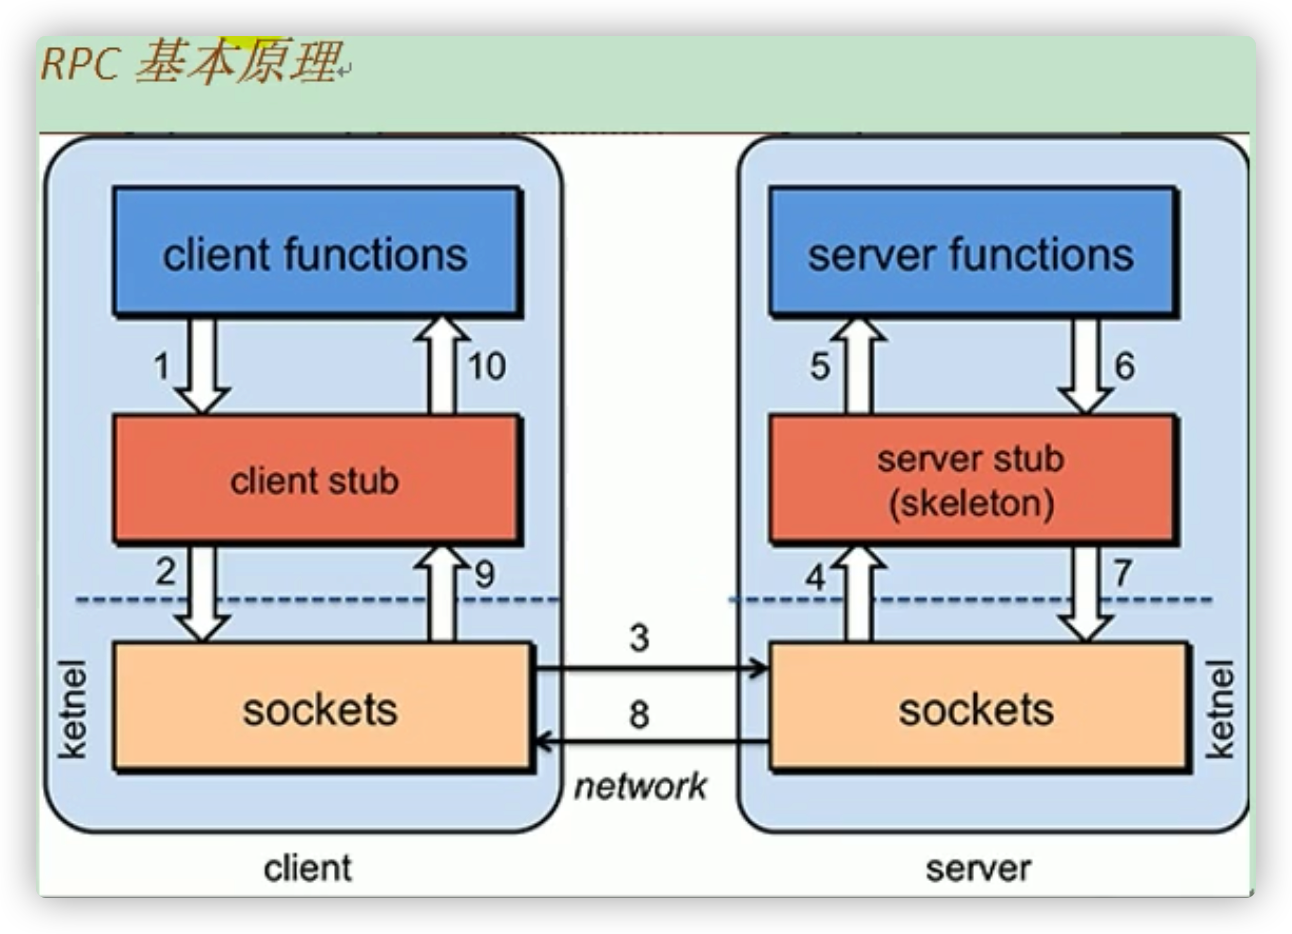 RPC 基本原理
client functions
server functions
1
10
5
6
client stub
server stub
(skeleton)
2
9
4
7
3
ketnel
sockets
8
sockets
ketnel
network
client
server